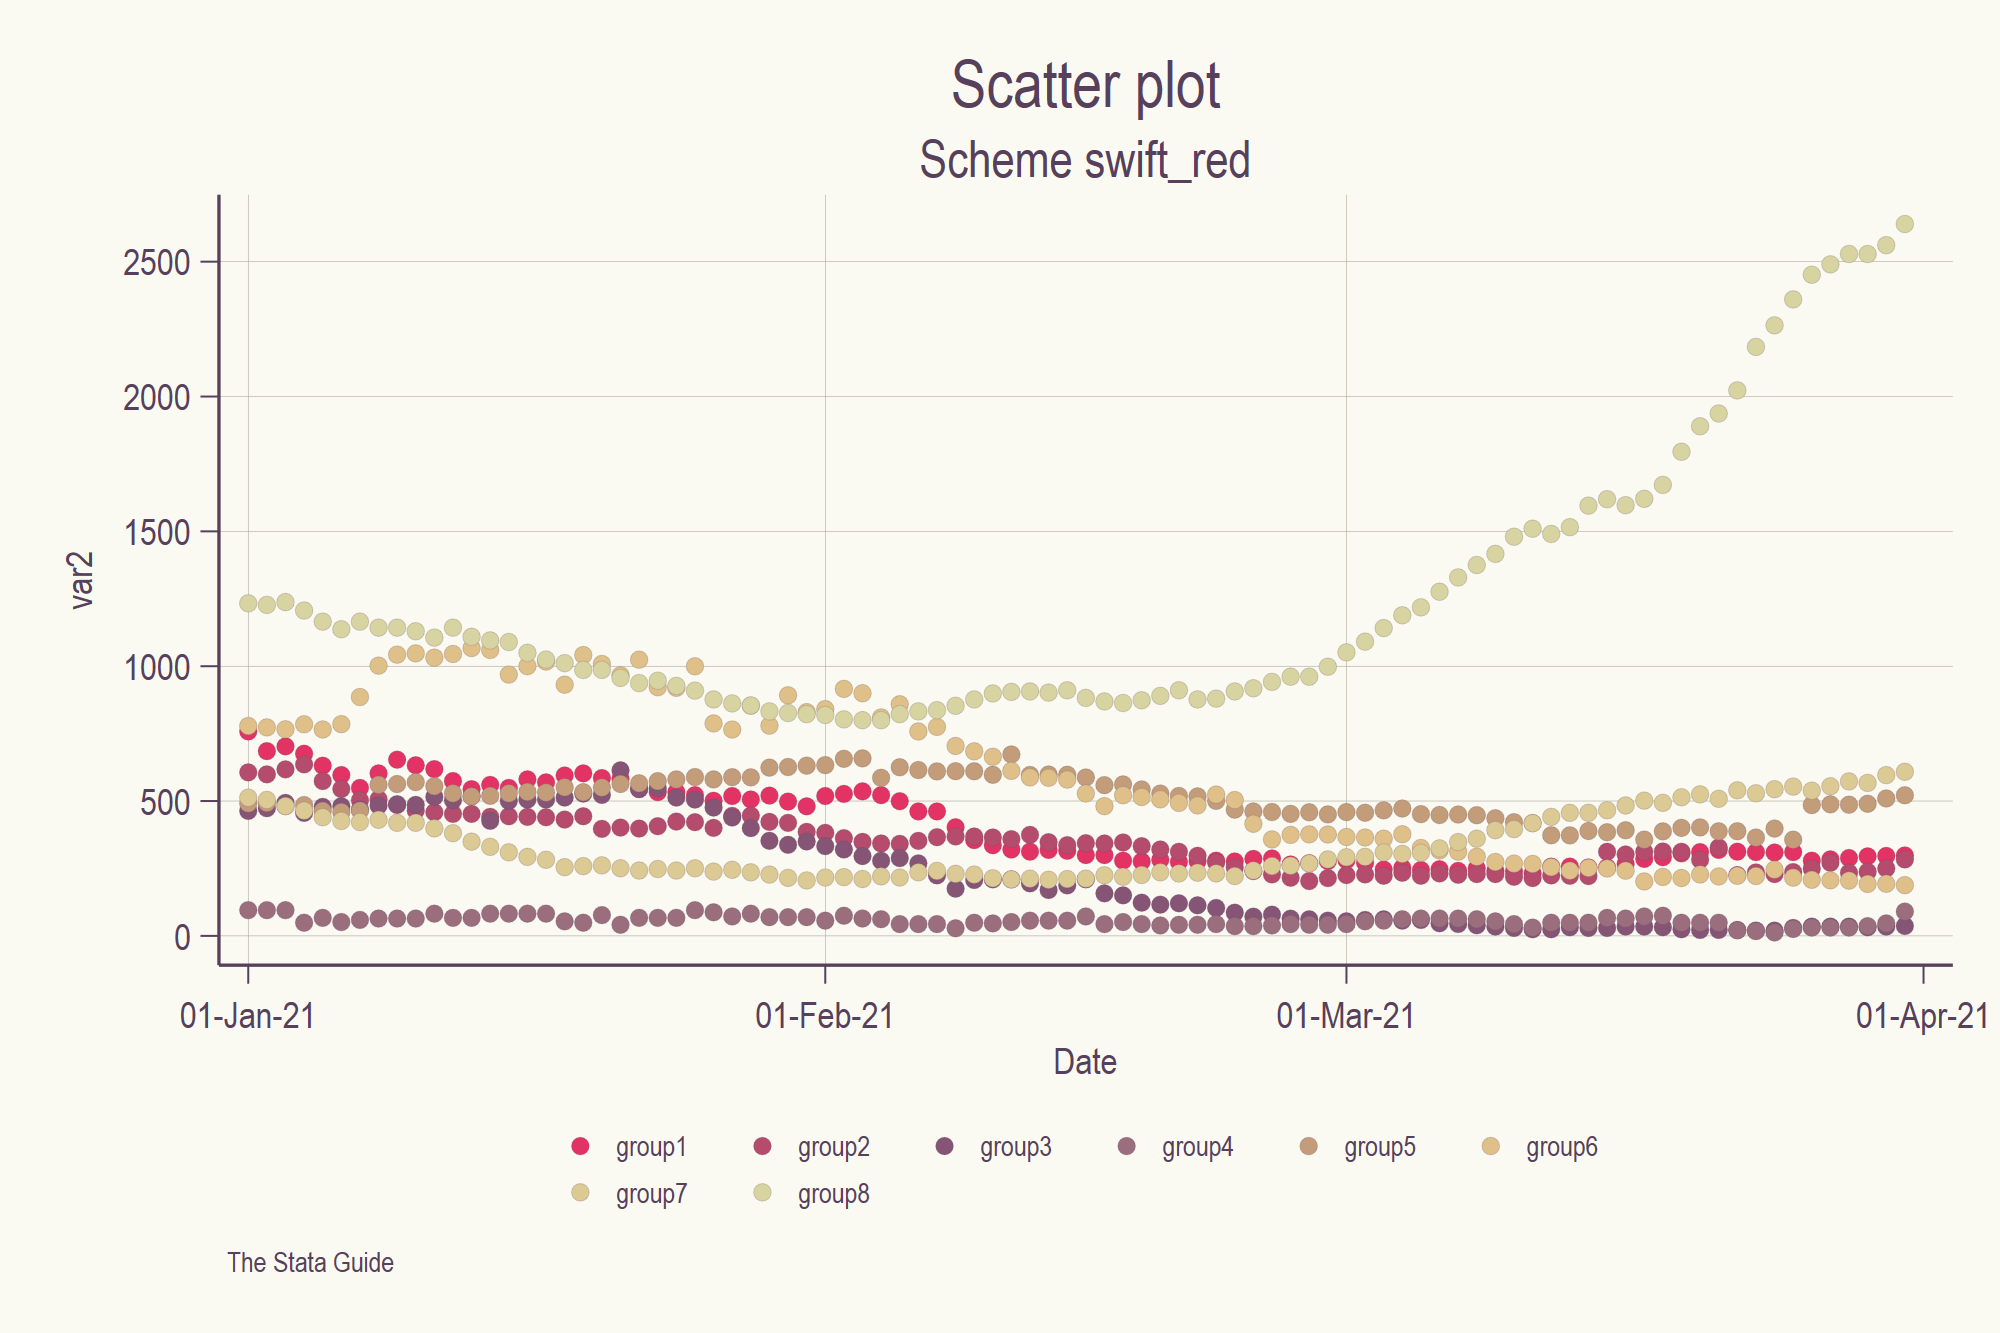 Scatter plot
Scheme swift_red
2500
2000
1500
1000
500
0
var2
01-Jan-21
01-Feb-21
01-Mar-21
01-Apr-21
Date
group1 group2 group3 group4 group5 group6
group7 group8
The Stata Guide